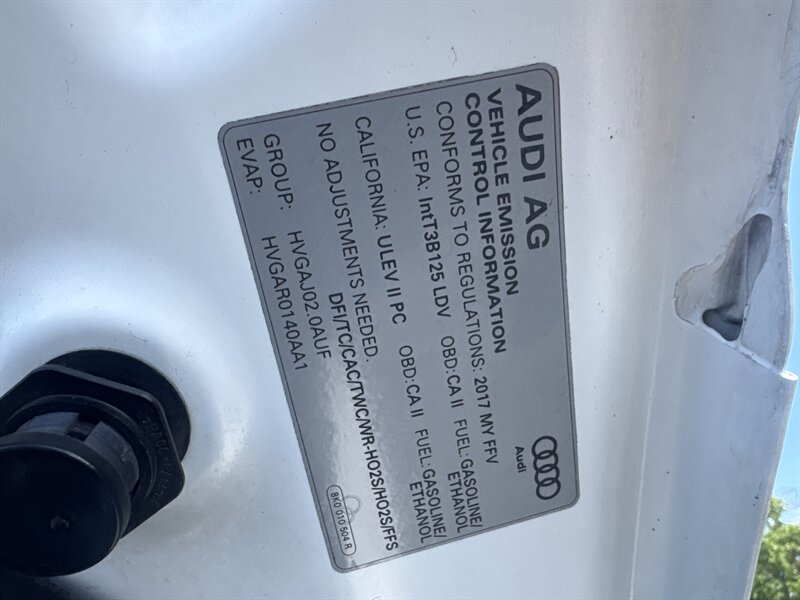 AUDI AG
Audi
VEHICLE EMISSION
CONTROL INFORMATION
CONFORMS TO REGULATIONS: 2017 MY FFV
U.S. EPA: IntT3B125 LDV OBD:CA II FUEL:GASOLINE/
ETHANOL
CALIFORNIA: ULEV II PC OBD:CA II FUEL:GASOLINE/
ETHANOL
NO ADJUSTMENTS NEEDED.
DFI/TC/CAC/TWC/WR-HO2S/HO2S/FFS
GROUP: HVGAJ02.0AUF
EVAP: HVGAR0140AA1
8K0 010 504 R